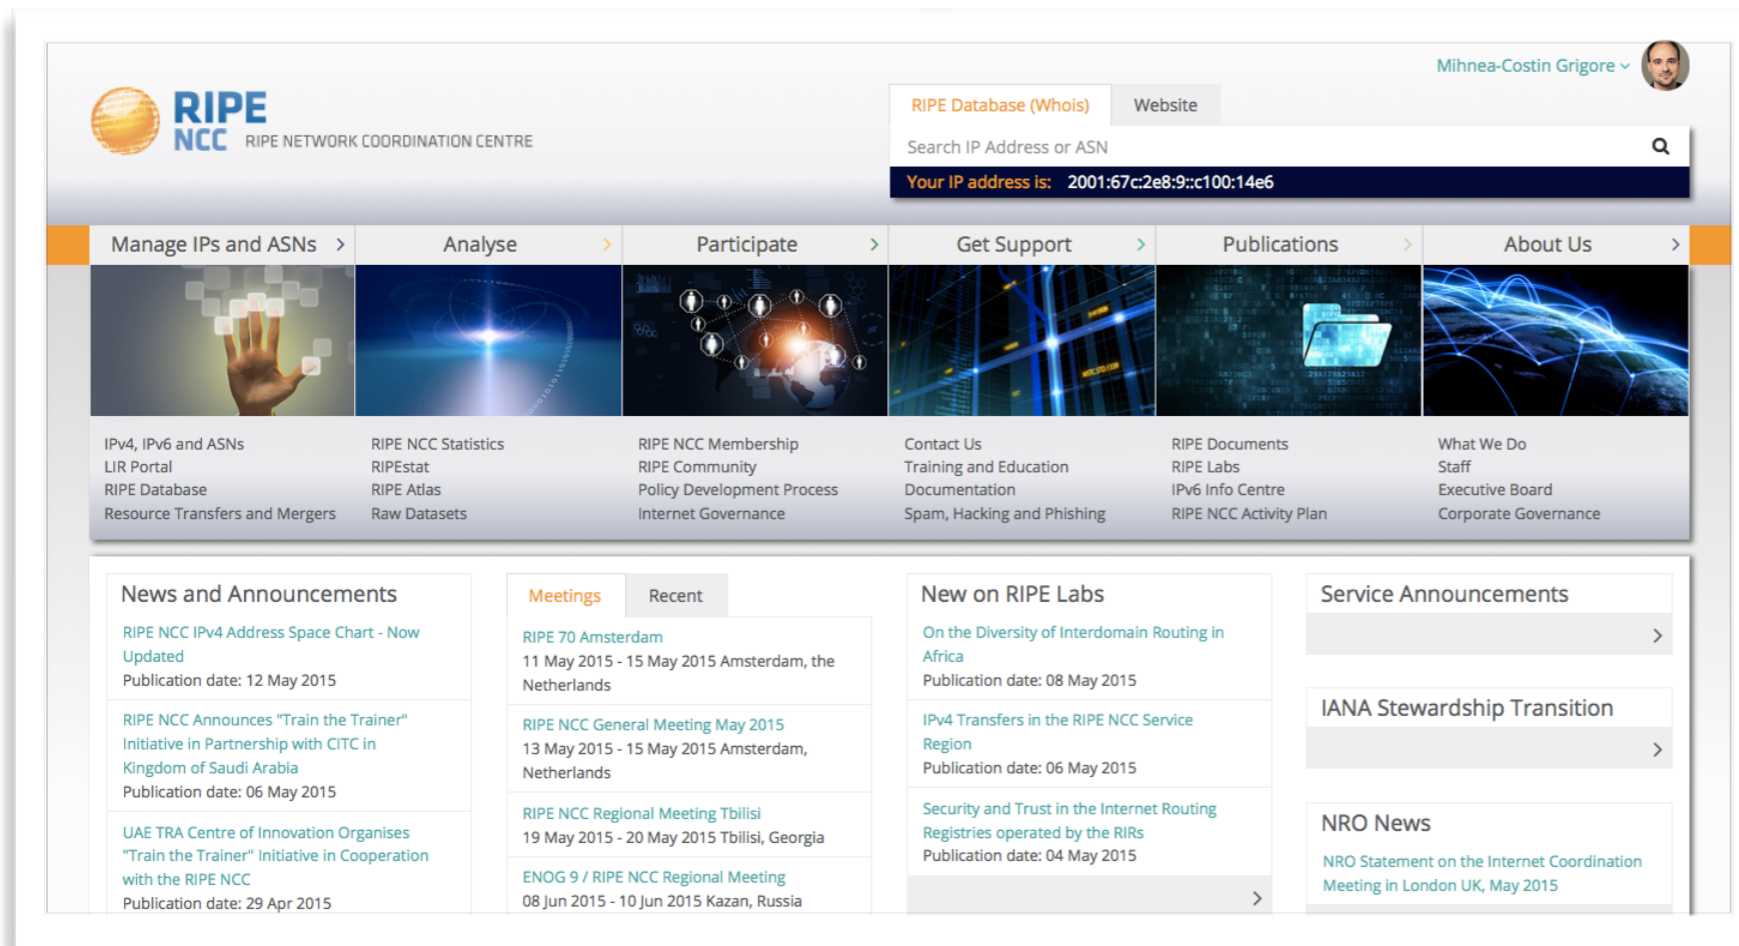 Mihnea-Costin Grigore
RIPE
NCC
RIPE NETWORK COORDINATION CENTRE
RIPE Database (Whois)
Website
Search IP Address or ASN
Your IP address is: 2001:67c:2e8:9::c100:14e6
Manage IPs and ASNs
Analyse
Participate
Get Support
Publications
About Us
IPv4, IPv6 and ASNs
LIR Portal
RIPE Database
Resource Transfers and Mergers
RIPE NCC Statistics
RIPEstat
RIPE Atlas
Raw Datasets
RIPE NCC Membership
RIPE Community
Policy Development Process
Internet Governance
Contact Us
Training and Education
Documentation
Spam, Hacking and Phishing
RIPE Documents
RIPE Labs
IPv6 Info Centre
RIPE NCC Activity Plan
What We Do
Staff
Executive Board
Corporate Governance
News and Announcements
RIPE NCC IPv4 Address Space Chart - Now
Updated
Publication date: 12 May 2015
RIPE NCC Announces "Train the Trainer"
Initiative in Partnership with CITC in
Kingdom of Saudi Arabia
Publication date: 06 May 2015
UAE TRA Centre of Innovation Organises
"Train the Trainer" Initiative in Cooperation
with the RIPE NCC
Publication date: 29 Apr 2015
Meetings
Recent
RIPE 70 Amsterdam
11 May 2015 - 15 May 2015 Amsterdam, the
Netherlands
RIPE NCC General Meeting May 2015
13 May 2015 - 15 May 2015 Amsterdam,
Netherlands
RIPE NCC Regional Meeting Tbilisi
19 May 2015 - 20 May 2015 Tbilisi, Georgia
ENOG 9 / RIPE NCC Regional Meeting
08 Jun 2015 - 10 Jun 2015 Kazan, Russia
New on RIPE Labs
On the Diversity of Interdomain Routing in
Africa
Publication date: 08 May 2015
IPv4 Transfers in the RIPE NCC Service
Region
Publication date: 06 May 2015
Security and Trust in the Internet Routing
Registries operated by the RIRs
Publication date: 04 May 2015
Service Announcements
IANA Stewardship Transition
NRO News
NRO Statement on the Internet Coordination
Meeting in London UK, May 2015